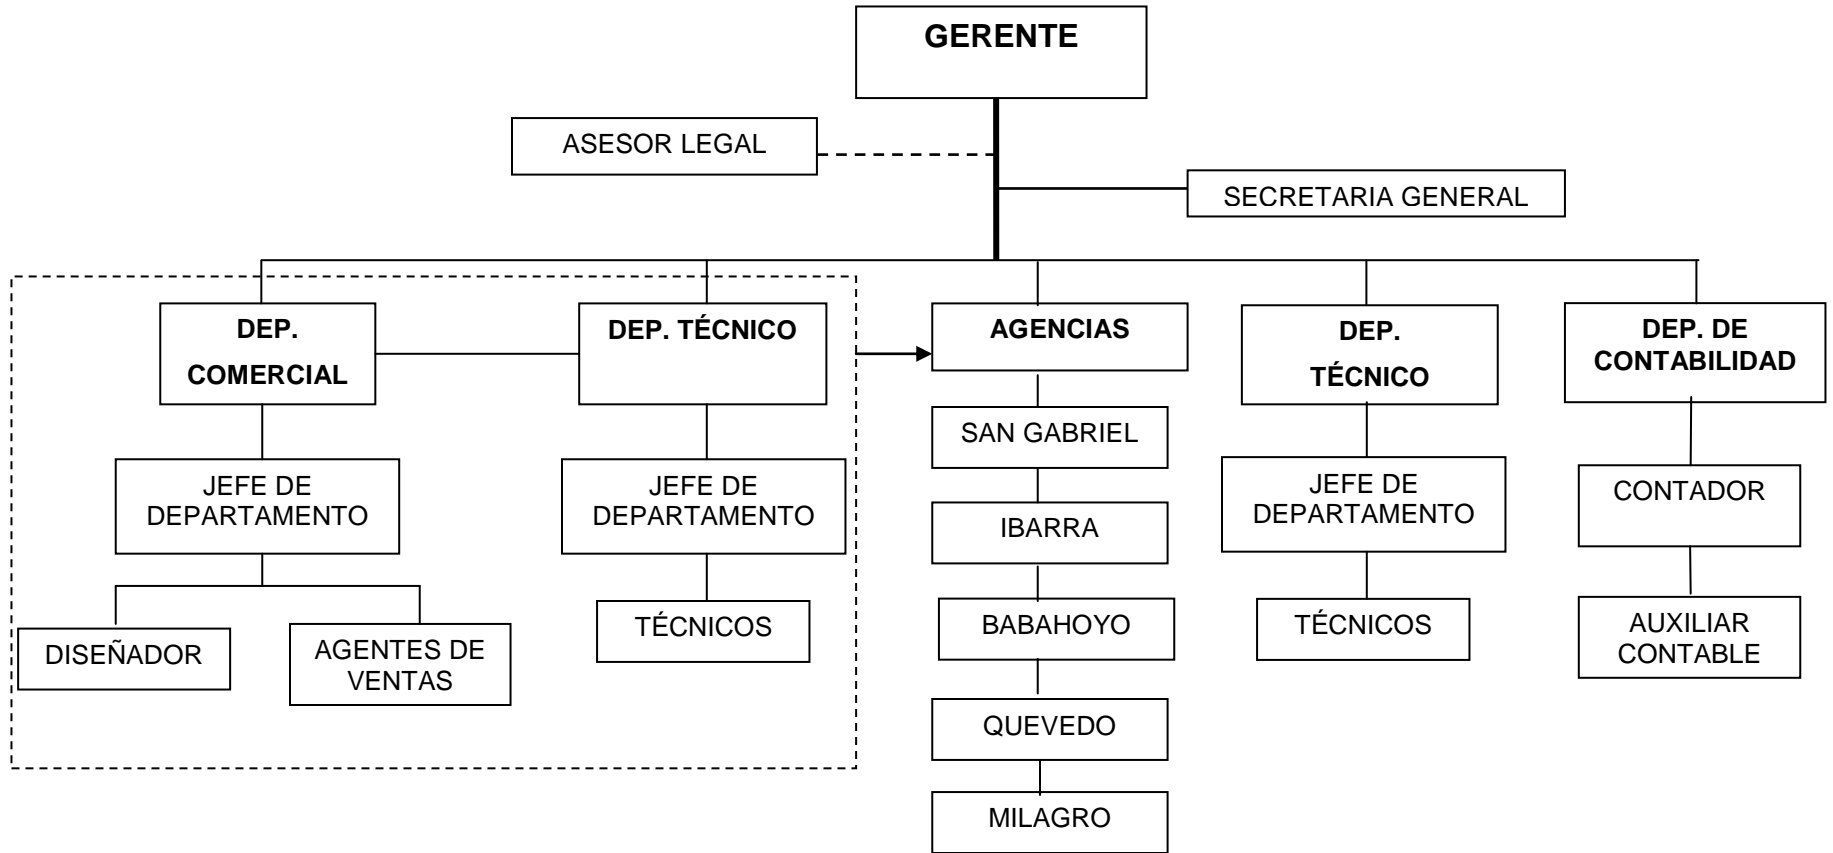 GERENTE
ASESOR LEGAL
SECRETARIA GENERAL
DEP.
COMERCIAL
DEP. TÉCNICO
AGENCIAS
DEP.
TÉCNICO
DEP. DE
CONTABILIDAD
JEFE DE
DEPARTAMENTO
JEFE DE
DEPARTAMENTO
SAN GABRIEL
JEFE DE
DEPARTAMENTO
CONTADOR
IBARRA
DISEÑADOR
AGENTES DE
VENTAS
TÉCNICOS
BABAHOYO
TÉCNICOS
AUXILIAR
CONTABLE
QUEVEDO
MILAGRO